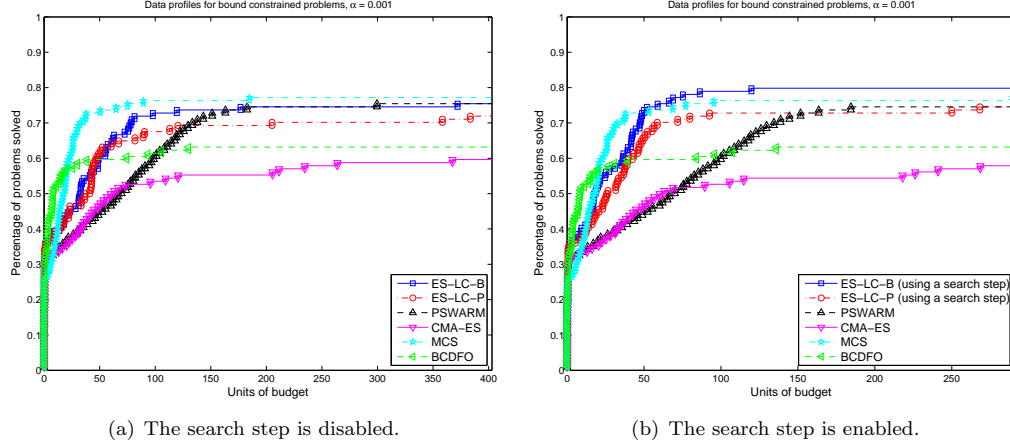 Data profiles for bound constrained problems, α = 0.001
1
0.9
0.8
0.7
0.6
0.5
0.4
0.3
0.2
0.1
0
Percentage of problems solved
0 50 100 150 200 250 300 350 400
Units of budget
ES−LC−B
ES−LC−P
PSWARM
CMA−ES
MCS
BCDFO
(a) The search step is disabled.
Data profiles for bound constrained problems, α = 0.001
1
0.9
0.8
0.7
0.6
0.5
0.4
0.3
0.2
0.1
0
Percentage of problems solved
0 50 100 150 200 250
Units of budget
ES−LC−B (using a search step)
ES−LC−P (using a search step)
PSWARM
CMA−ES
MCS
BCDFO
(b) The search step is enabled.